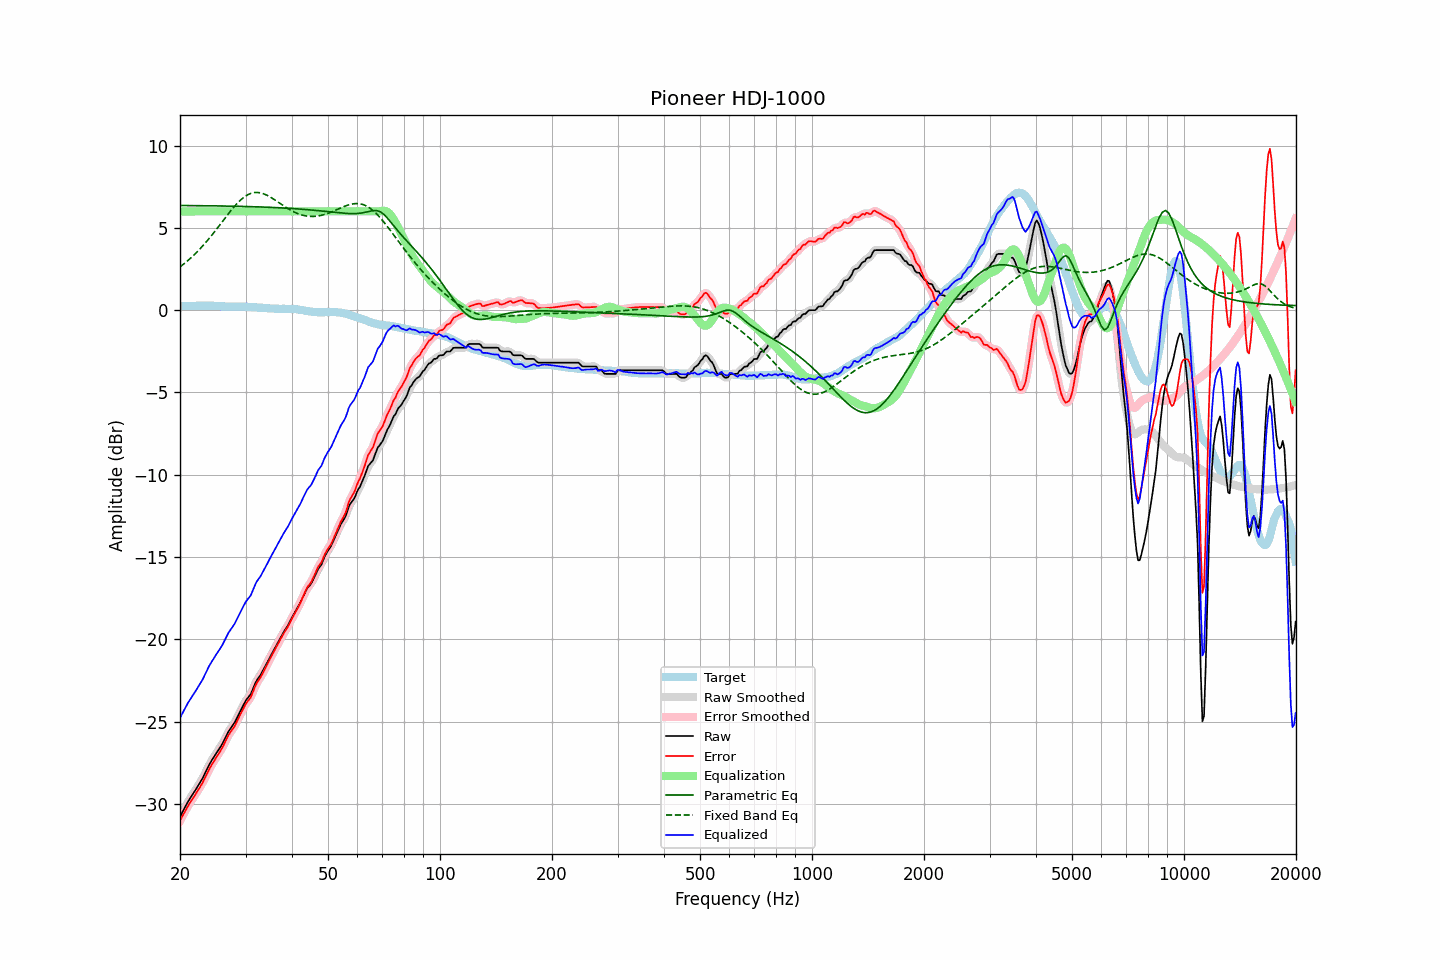 Pioneer HDJ-1000
Amplitude (dBr)
10
5
0
−5
−10
−15
−20
−25
−30
Target
Raw Smoothed
Error Smoothed
Raw
Error
Equalization
Parametric Eq
Fixed Band Eq
Equalized
20 50 100 200 500 1000 2000 5000 10000 20000
Frequency (Hz)